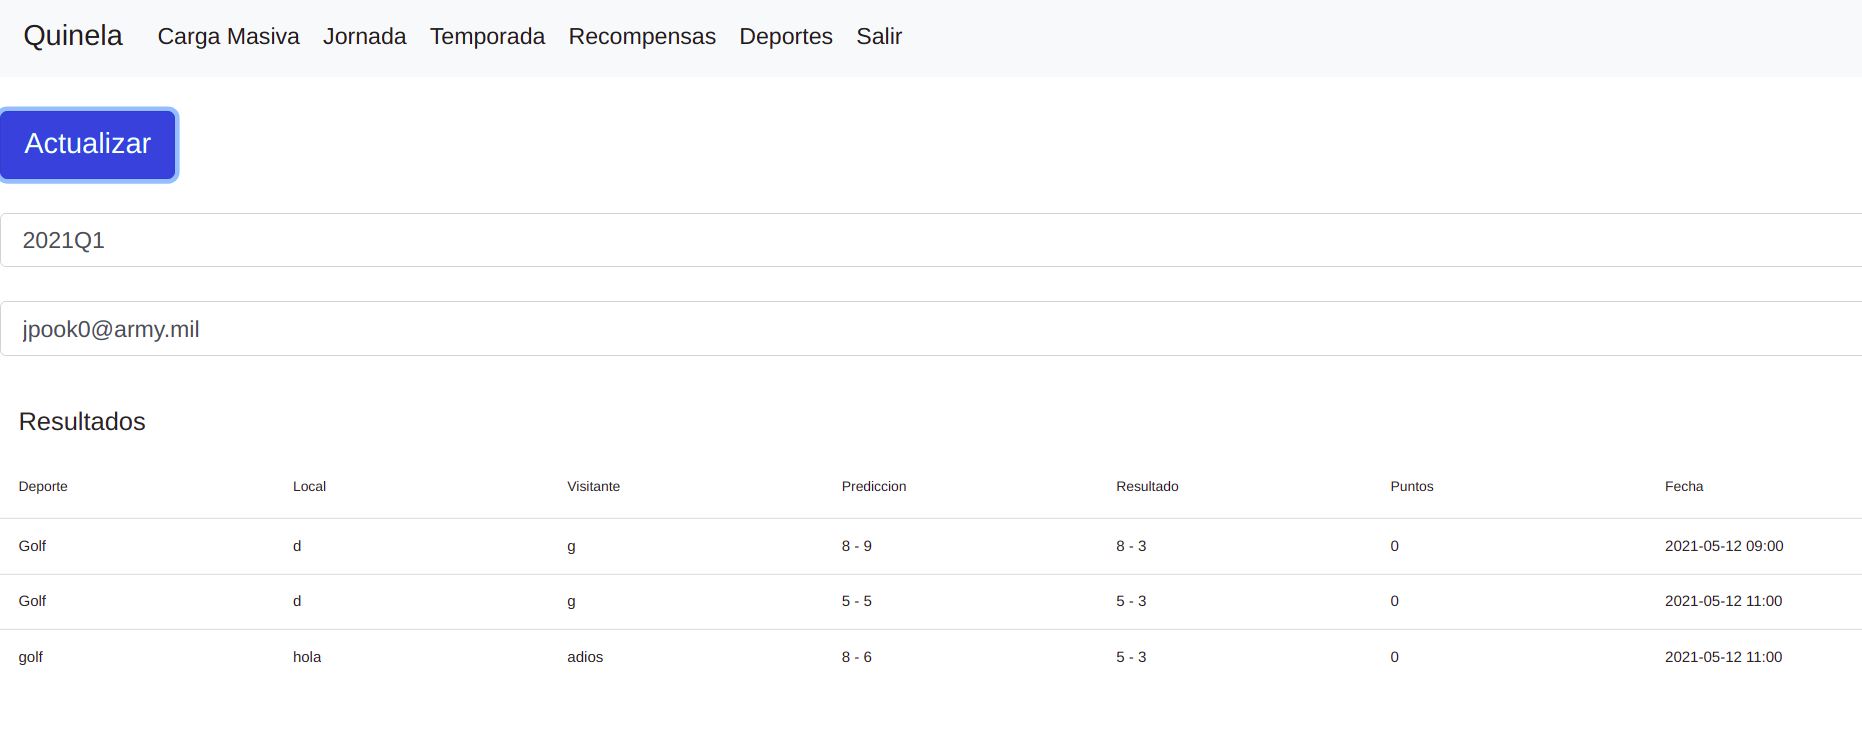 Quinela Carga Masiva Jornada Temporada Recompensas Deportes Salir
Actualizar
2021Q1
jpook0@army.mil
Resultados
Deporte Local Visitante Prediccion Resultado Puntos Fecha
Golf d g 8 - 9 8 - 3 0 2021-05-12 09:00
Golf d g 5 - 5 5 - 3 0 2021-05-12 11:00
golf hola adios 8 - 6 5 - 3 0 2021-05-12 11:00